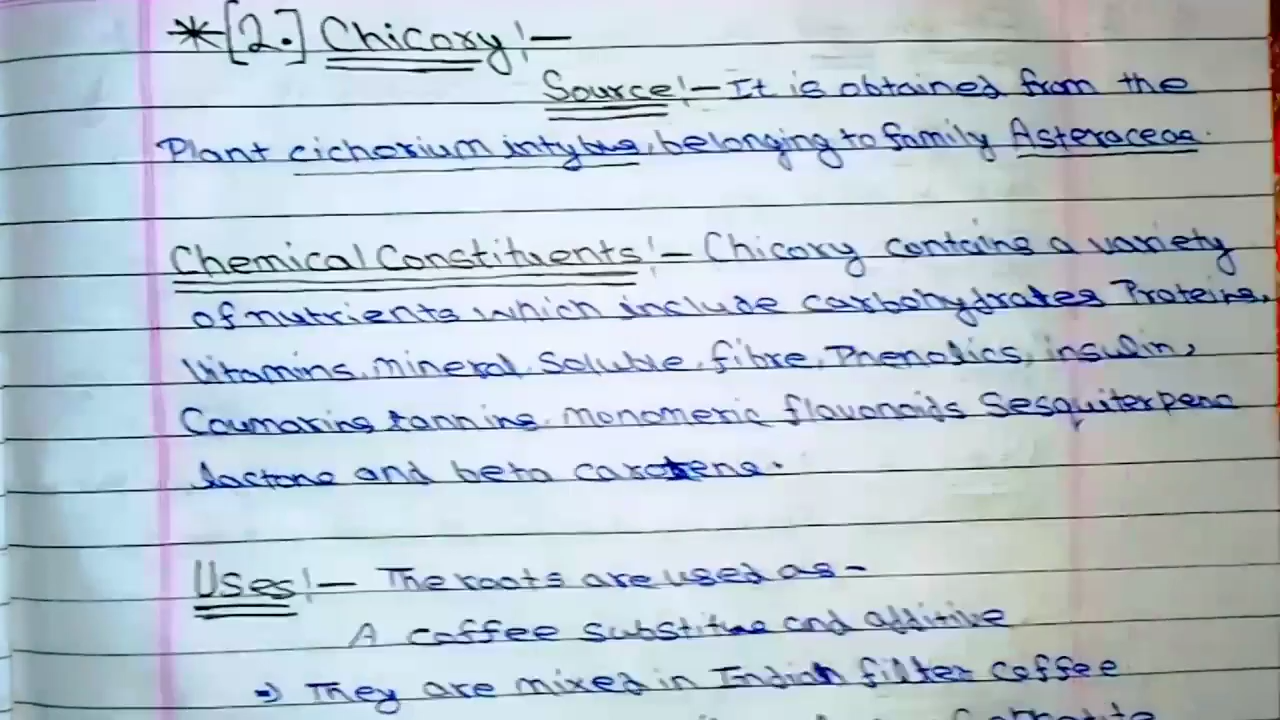 *[2.] Chicory:-
Source:- It is obtained from the
Plant cichorium intybus, belonging to family Asteraceae.
Chemical Constituents:- Chicory contains a variety
of nutrients which include carbohydrates Proteins,
Vitamins, mineral, Soluble, fibre, Phenolics, insulin,
Coumarins tannins, Monomeric flavonoids Sesquiterpene
lactone and beta carotene.
Uses:- The roots are used as -
A coffee substitue and additive
⇒ They are mixed in Indian filter coffee